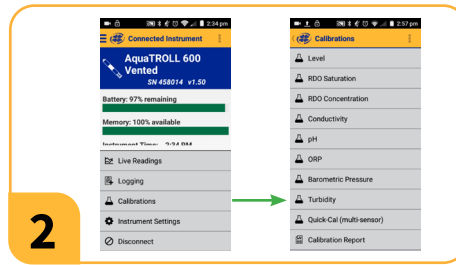 2:34 pm
Connected Instrument
AquaTROLL 600
Vented
SN 458014 v1.50
Battery: 97% remaining
Memory: 100% available
Instrument Time: 2:34 PM
Live Readings
Logging
Calibrations
Instrument Settings
Disconnect
2:57 pm
Calibrations
Level
RDO Saturation
RDO Concentration
Conductivity
pH
ORP
Barometric Pressure
Turbidity
Quick-Cal (multi-sensor)
Calibration Report
2